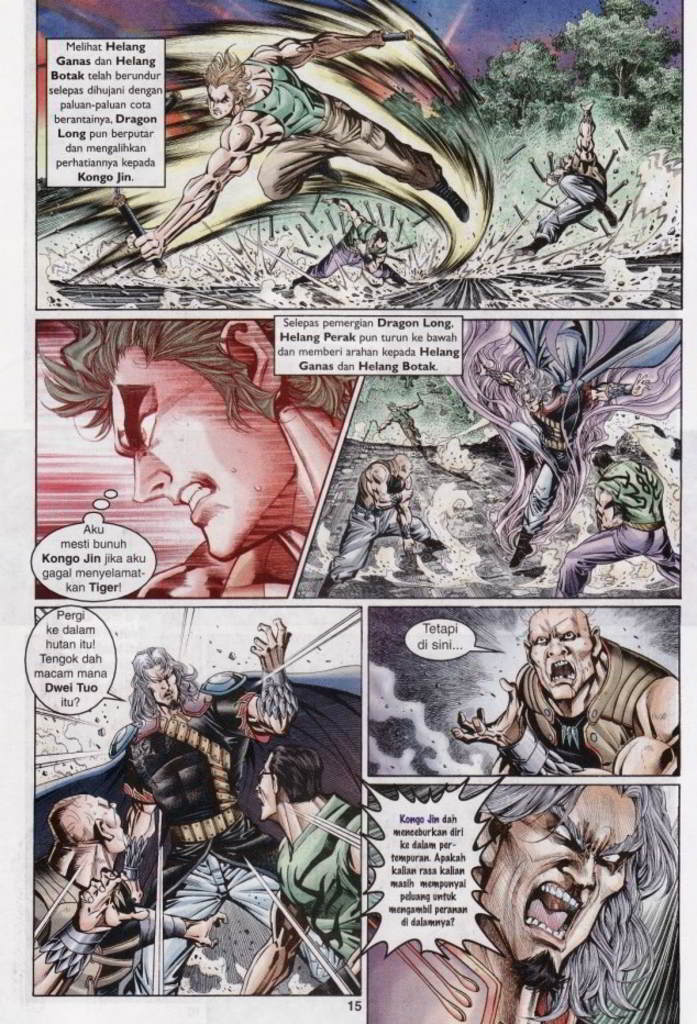 Melihat Helang
Ganas dan Helang
Botak telah berundur
selepas dihujani dengan
paluan-paluan cota
berantainya, Dragon
Long pun berputar
dan mengalihkan
perhatiannya kepada
Kongo Jin.
Selepas pemergian Dragon Long,
Helang Perak pun turun ke bawah
dan memberi arahan kepada Helang
Ganas dan Helang Botak.
Aku
mesti bunuh
Kongo Jin jika aku
gagal menyelamat-
kan Tiger!
Pergi
ke dalam
hutan itu!
Tengok dah
macam mana
Dwei Tuo
itu?
Tetapi
di sini...
Kongo Jin dah
menceburkan diri
ke dalam per-
tempuran. Apakah
kalian rasa kalian
masih mempunyai
peluang untuk
mengambil peranan
di dalamnya?
15